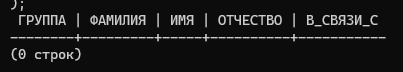 );
ГРУППА | ФАМИЛИЯ | ИМЯ | ОТЧЕСТВО | В_СВЯЗИ_С
--------+---------+-----+----------+-----------
(0 строк)